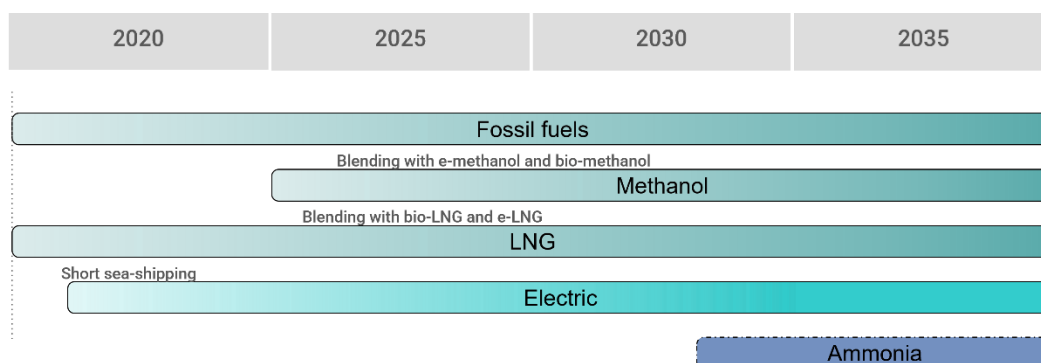 2020 2025 2030 2035
Fossil fuels
Blending with e-methanol and bio-methanol
Methanol
Blending with bio-LNG and e-LNG
LNG
Short sea-shipping
Electric
Ammonia